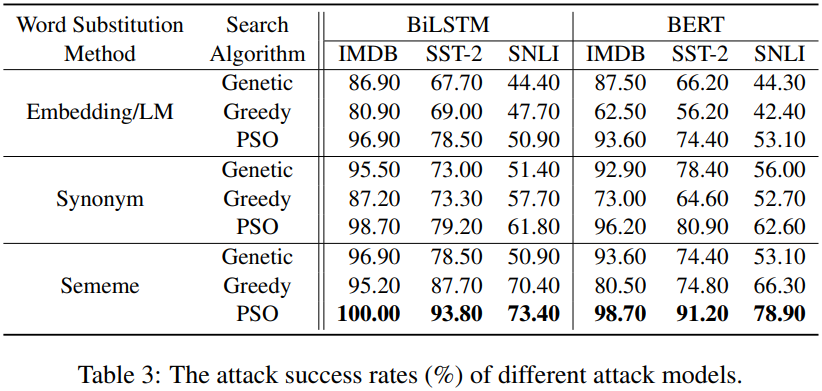 Word Substitution Search BiLSTM BERT
Method Algorithm IMDB SST-2 SNLI IMDB SST-2 SNLI
Genetic 86.90 67.70 44.40 87.50 66.20 44.30
Embedding/LM Greedy 80.90 69.00 47.70 62.50 56.20 42.40
PSO 96.90 78.50 50.90 93.60 74.40 53.10
Genetic 95.50 73.00 51.40 92.90 78.40 56.00
Synonym Greedy 87.20 73.30 57.70 73.00 64.60 52.70
PSO 98.70 79.20 61.80 96.20 80.90 62.60
Genetic 96.90 78.50 50.90 93.60 74.40 53.10
Sememe Greedy 95.20 87.70 70.40 80.50 74.80 66.30
PSO 100.00 93.80 73.40 98.70 91.20 78.90
Table 3: The attack success rates (%) of different attack models.